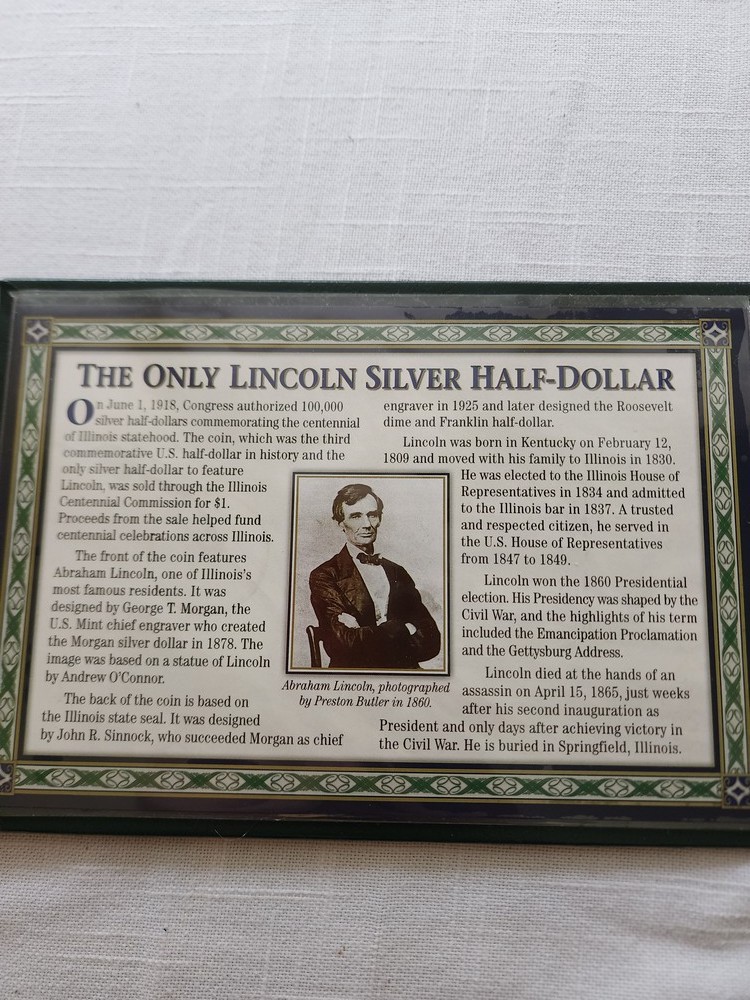 THE ONLY LINCOLN SILVER HALF-DOLLAR
On June 1, 1918, Congress authorized 100,000
silver half-dollars commemorating the centennial
of Illinois statehood. The coin, which was the third
commemorative U.S. half-dollar in history and the
only silver half-dollar to feature
Lincoln, was sold through the Illinois
Centennial Commission for $1.
Proceeds from the sale helped fund
centennial celebrations across Illinois.
The front of the coin features
Abraham Lincoln, one of Illinois's
most famous residents. It was
designed by George T. Morgan, the
U.S. Mint chief engraver who created
the Morgan silver dollar in 1878. The
image was based on a statue of Lincoln
by Andrew O'Connor.
The back of the coin is based on
the Illinois state seal. It was designed
by John R. Sinnock, who succeeded Morgan as chief
engraver in 1925 and later designed the Roosevelt
dime and Franklin half-dollar.
Lincoln was born in Kentucky on February 12,
1809 and moved with his family to Illinois in 1830.
He was elected to the Illinois House of
Representatives in 1834 and admitted
to the Illinois bar in 1837. A trusted
and respected citizen, he served in
the U.S. House of Representatives
from 1847 to 1849.
Lincoln won the 1860 Presidential
election. His Presidency was shaped by the
Civil War, and the highlights of his term
included the Emancipation Proclamation
and the Gettysburg Address.
Lincoln died at the hands of an
assassin on April 15, 1865, just weeks
after his second inauguration as
President and only days after achieving victory in
the Civil War. He is buried in Springfield, Illinois.
Abraham Lincoln, photographed
by Preston Butler in 1860.